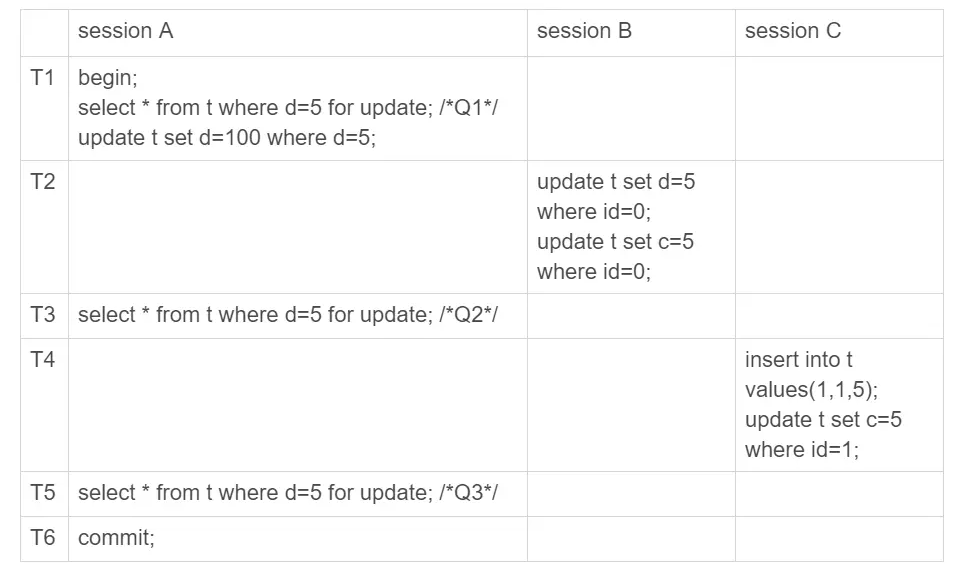 session A
session B
session C
T1
begin;
select * from t where d=5 for update; /*Q1*/
update t set d=100 where d=5;
T2
update t set d=5
where id=0;
update t set c=5
where id=0;
T3
select * from t where d=5 for update; /*Q2*/
T4
insert into t
values(1,1,5);
update t set c=5
where id=1;
T5
select * from t where d=5 for update; /*Q3*/
T6
commit;